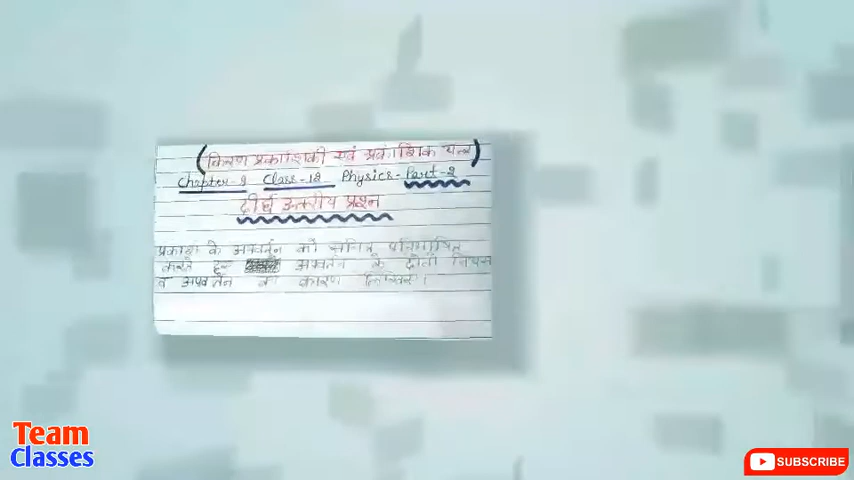 (किरण प्रकाशिकी एवं प्रकाशिक यन्त्र)
Chapter-9 Class-12 Physics-Part-2
दीर्घ उत्तरीय प्रश्न
प्रकाश के अपवर्तन को सचित्र परिभाषित
करते हुए अपवर्तन के दोनों नियम
व अपवर्तन का कारण लिखिए।
Team
Classes
SUBSCRIBE